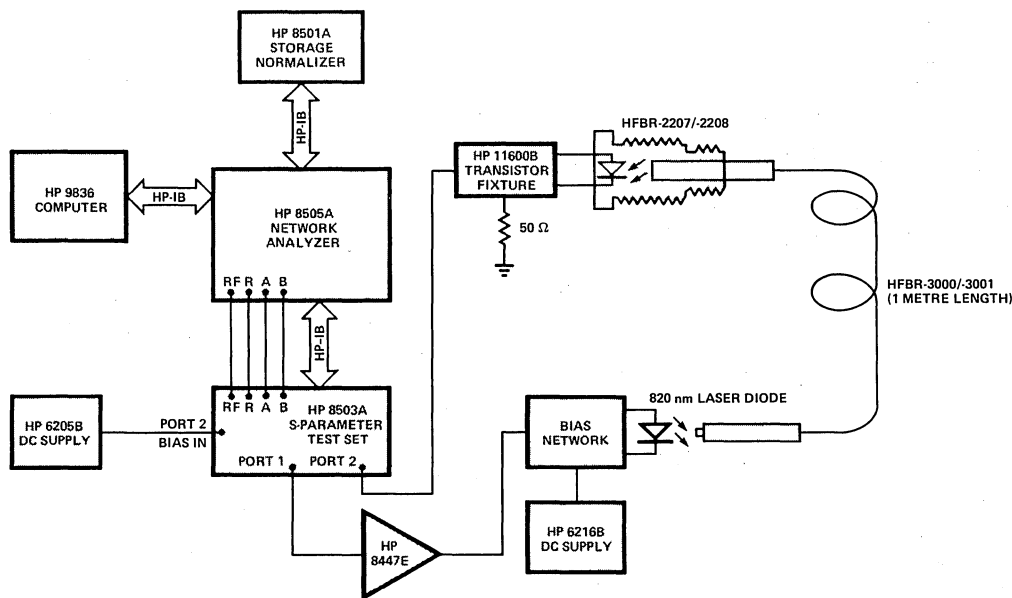 HP 8501A
STORAGE
NORMALIZER
HP-IB
HFBR-2207/-2208
HP 11600B
TRANSISTOR
FIXTURE
HP 9836
COMPUTER
HP-IB
HP 8505A
NETWORK
ANALYZER
50 Ω
RF R A B
HFBR-3000/-3001
(1 METRE LENGTH)
HP-IB
RF R A B
HP 8503A
S-PARAMETER
TEST SET
820 nm LASER DIODE
HP 6205B
DC SUPPLY
PORT 2
BIAS IN
BIAS
NETWORK
PORT 1 PORT 2
HP
8447E
HP 6216B
DC SUPPLY